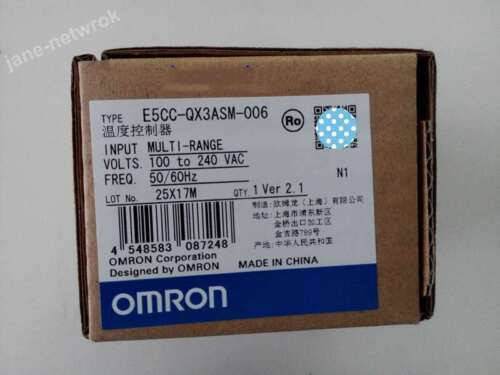 jane-netwrok
TYPE E5CC-QX3ASM-006
温度控制器
INPUT MULTI-RANGE
VOLTS. 100 to 240 VAC
FREQ. 50/60Hz
LOT No. 25X17M QTY. 1 Ver 2.1
Ro
N1
制造: 欧姆龙(上海)有限公司
地址: 上海市浦东新区
金桥出口加工区
金吉路789号
产地: 中华人民共和国
4 548583 087248
OMRON Corporation
Designed by OMRON MADE IN CHINA
OMRON